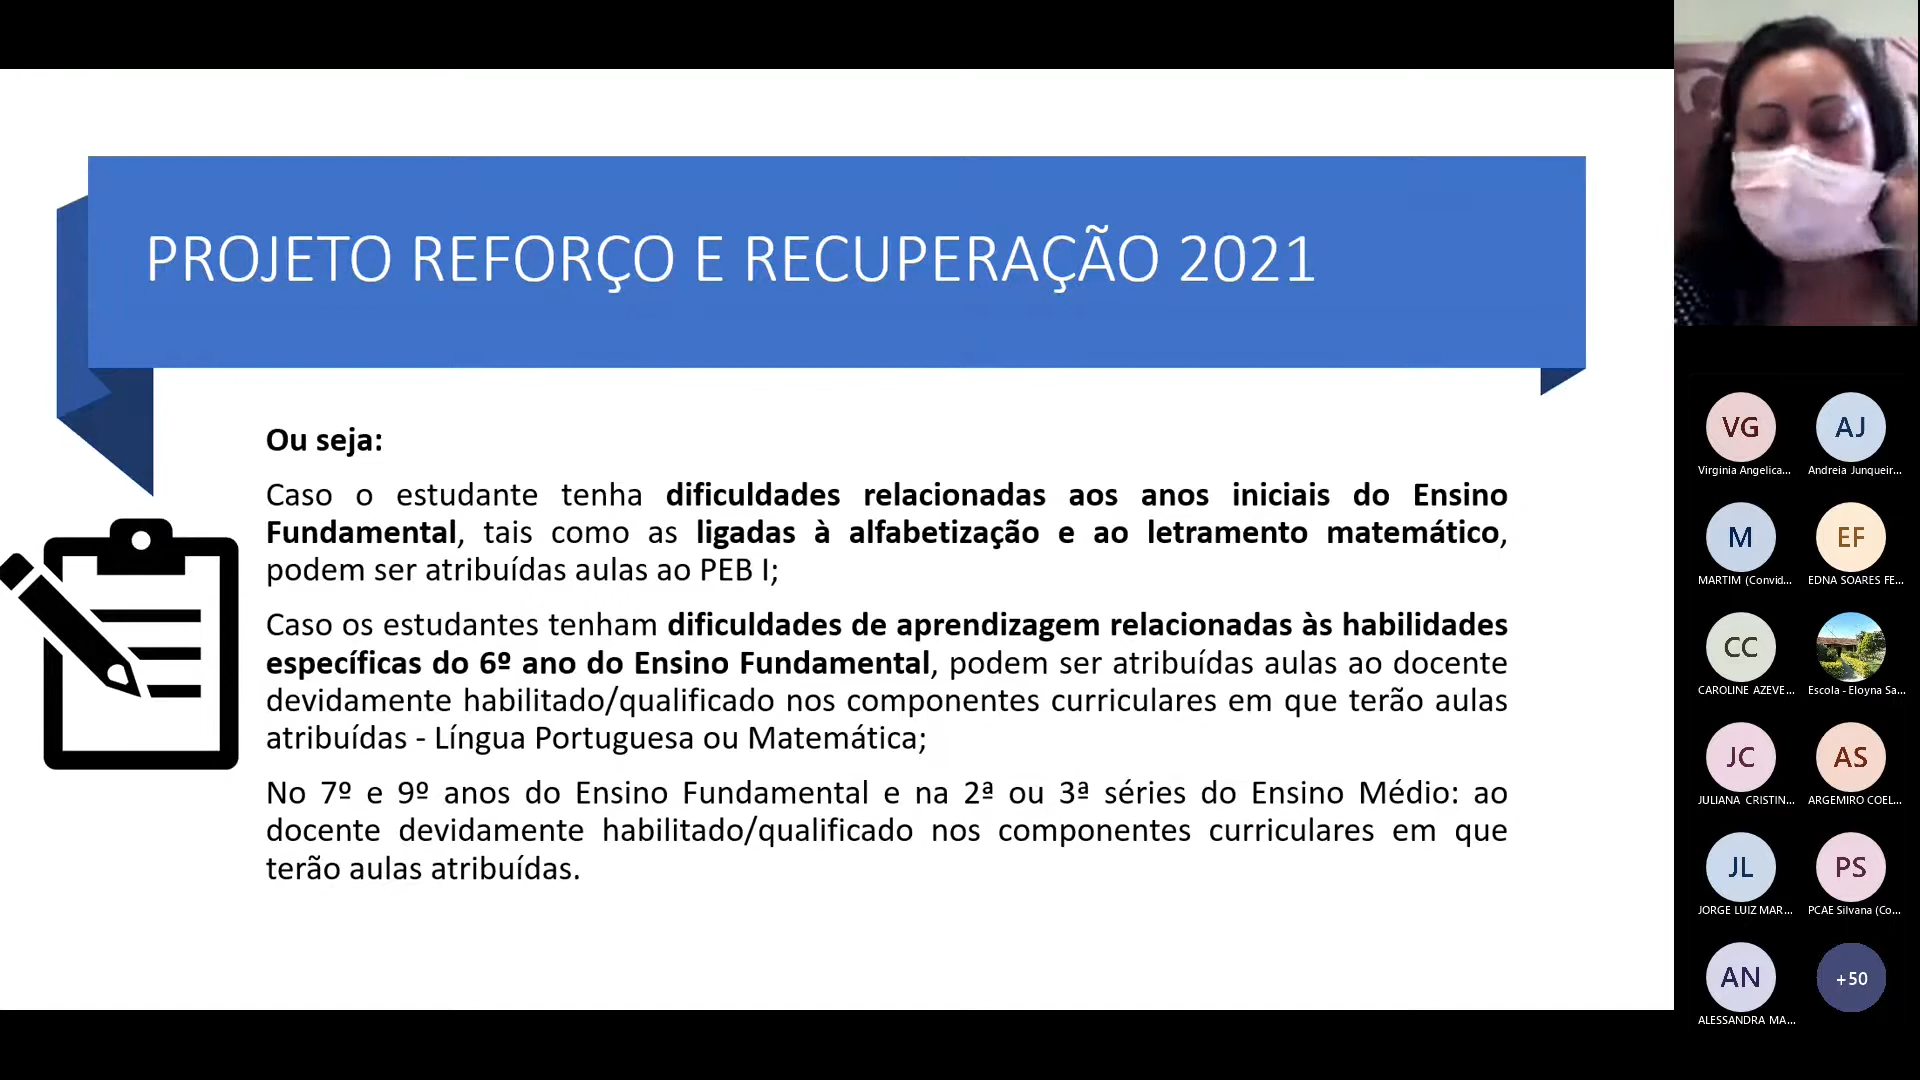 PROJETO REFORÇO E RECUPERAÇÃO 2021
Ou seja:
Caso o estudante tenha dificuldades relacionadas aos anos iniciais do Ensino
Fundamental, tais como as ligadas à alfabetização e ao letramento matemático,
podem ser atribuídas aulas ao PEB I;
Caso os estudantes tenham dificuldades de aprendizagem relacionadas às habilidades
específicas do 6º ano do Ensino Fundamental, podem ser atribuídas aulas ao docente
devidamente habilitado/qualificado nos componentes curriculares em que terão aulas
atribuídas - Língua Portuguesa ou Matemática;
No 7º e 9º anos do Ensino Fundamental e na 2ª ou 3ª séries do Ensino Médio: ao
docente devidamente habilitado/qualificado nos componentes curriculares em que
terão aulas atribuídas.
VG AJ
Virginia Angelica... Andreia Junqueir...
M EF
MARTIM (Convid... EDNA SOARES FE...
CC
CAROLINE AZEVE... Escola - Eloyna Sa...
JC AS
JULIANA CRISTIN... ARGEMIRO COEL...
JL PS
JORGE LUIZ MAR... PCAE Silvana (Co...
AN +50
ALESSANDRA MA...